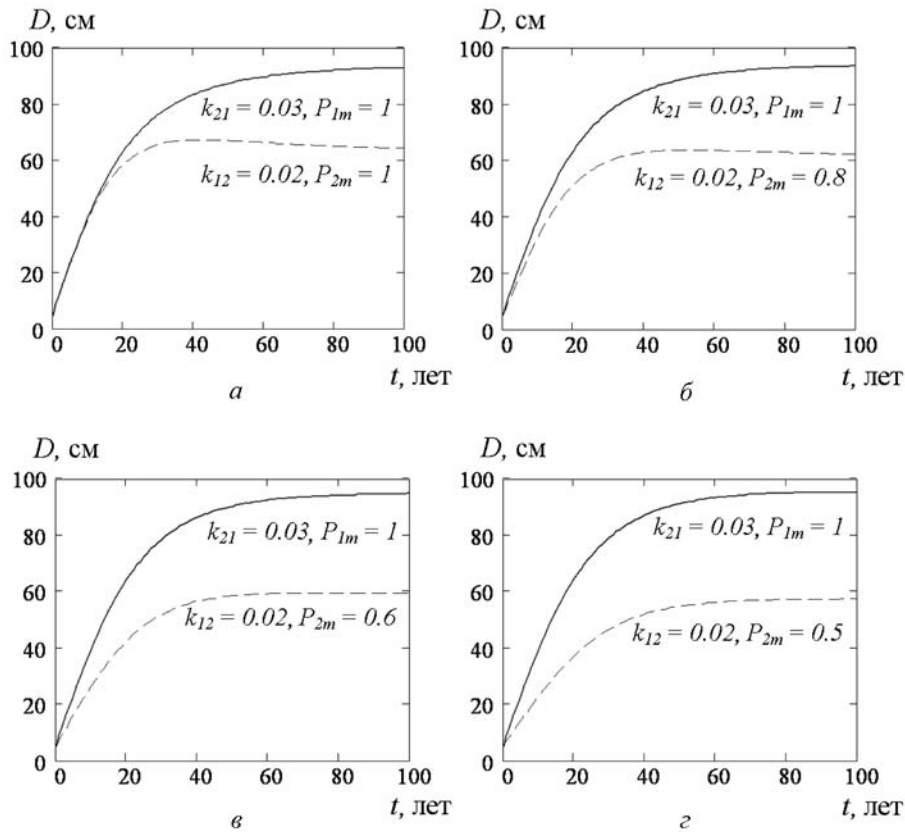 D, см
D, см
100
80
60
40
20
0
k21 = 0.03, P1m = 1
k12 = 0.02, P2m = 1
0 20 40 60 80 100
t, лет
а
100
80
60
40
20
0
k21 = 0.03, P1m = 1
k12 = 0.02, P2m = 0.8
0 20 40 60 80 100
t, лет
б
D, см
D, см
100
80
60
40
20
0
k21 = 0.03, P1m = 1
k12 = 0.02, P2m = 0.6
0 20 40 60 80 100
t, лет
в
100
80
60
40
20
0
k21 = 0.03, P1m = 1
k12 = 0.02, P2m = 0.5
0 20 40 60 80 100
t, лет
г